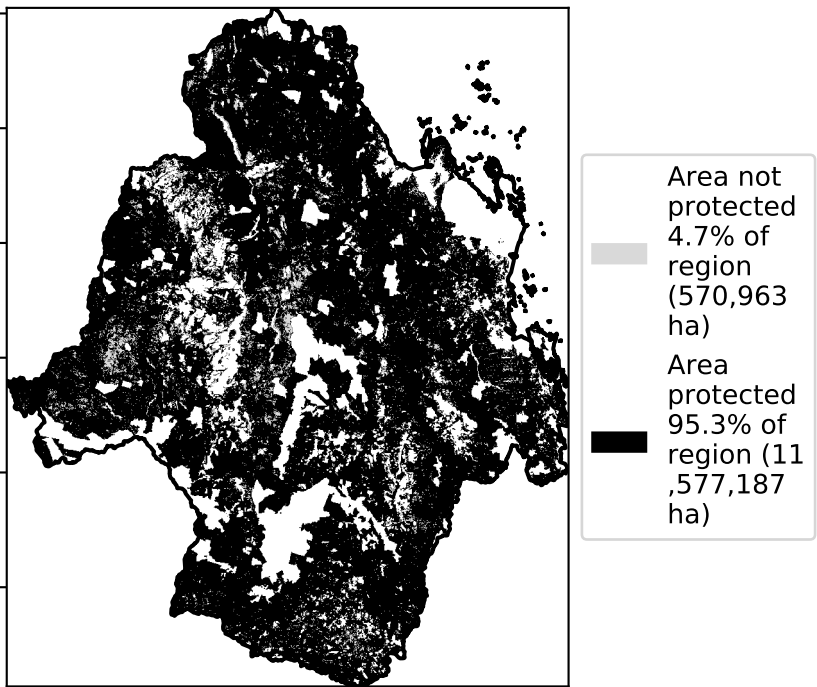 Area not
protected
4.7% of
region
(570,963
ha)
Area
protected
95.3% of
region (11
,577,187
ha)